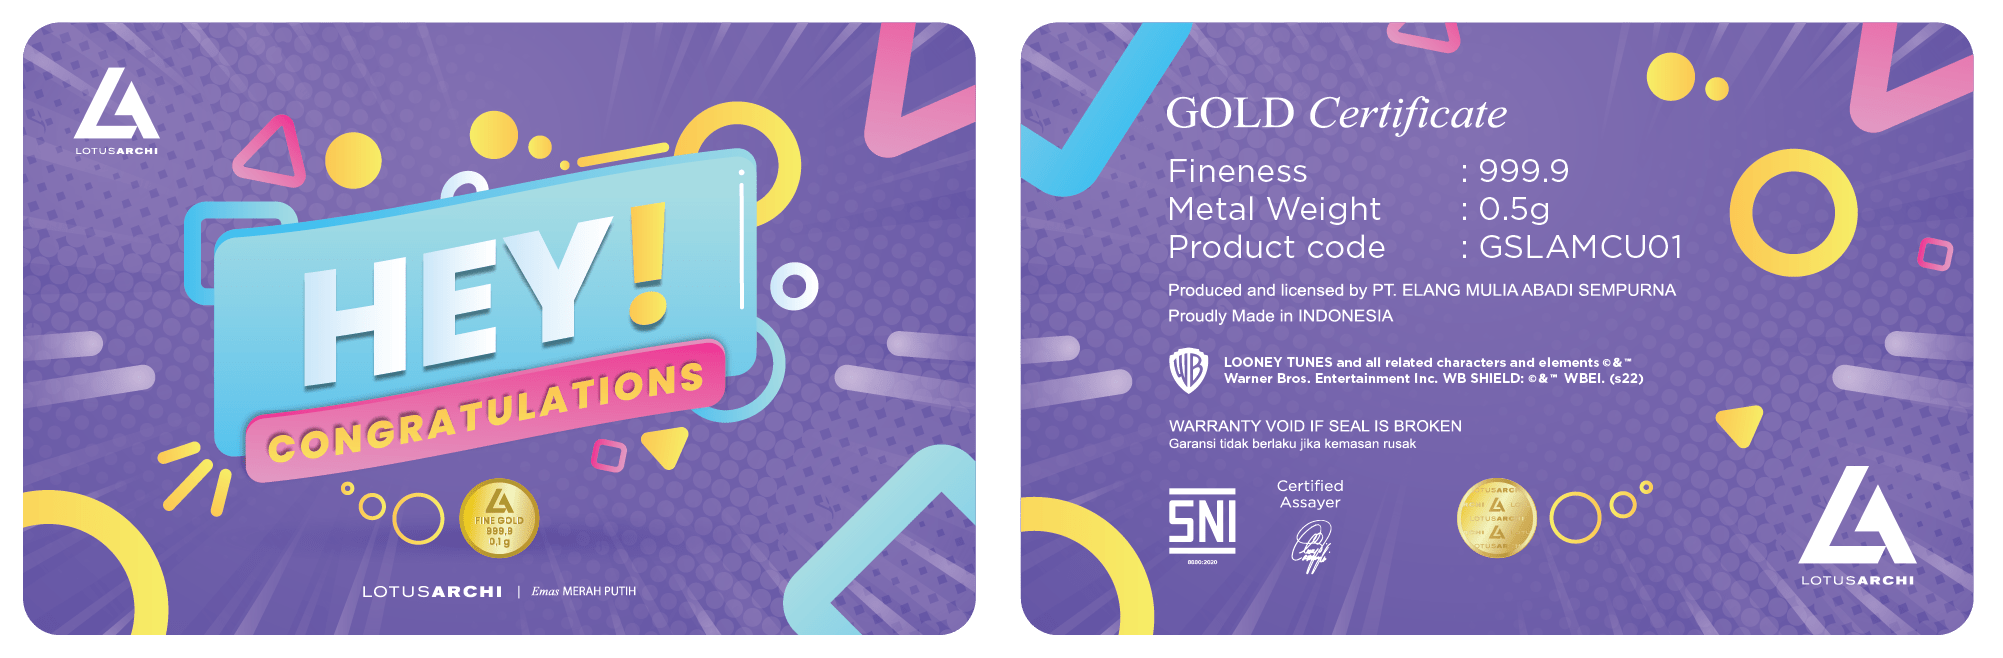 LOTUSARCHI
HEY!
CONGRATULATIONS
FINE GOLD
999,9
0,1 g
LOTUSARCHI | Emas MERAH PUTIH
GOLD Certificate
Fineness : 999.9
Metal Weight : 0.5g
Product code : GSLAMCU01
Produced and licensed by PT. ELANG MULIA ABADI SEMPURNA
Proudly Made in INDONESIA
WB
LOONEY TUNES and all related characters and elements ©&™
Warner Bros. Entertainment Inc. WB SHIELD: ©&™ WBEI. (s22)
WARRANTY VOID IF SEAL IS BROKEN
Garansi tidak berlaku jika kemasan rusak
SNI
8880:2020
Certified
Assayer
LOTUSARCHI